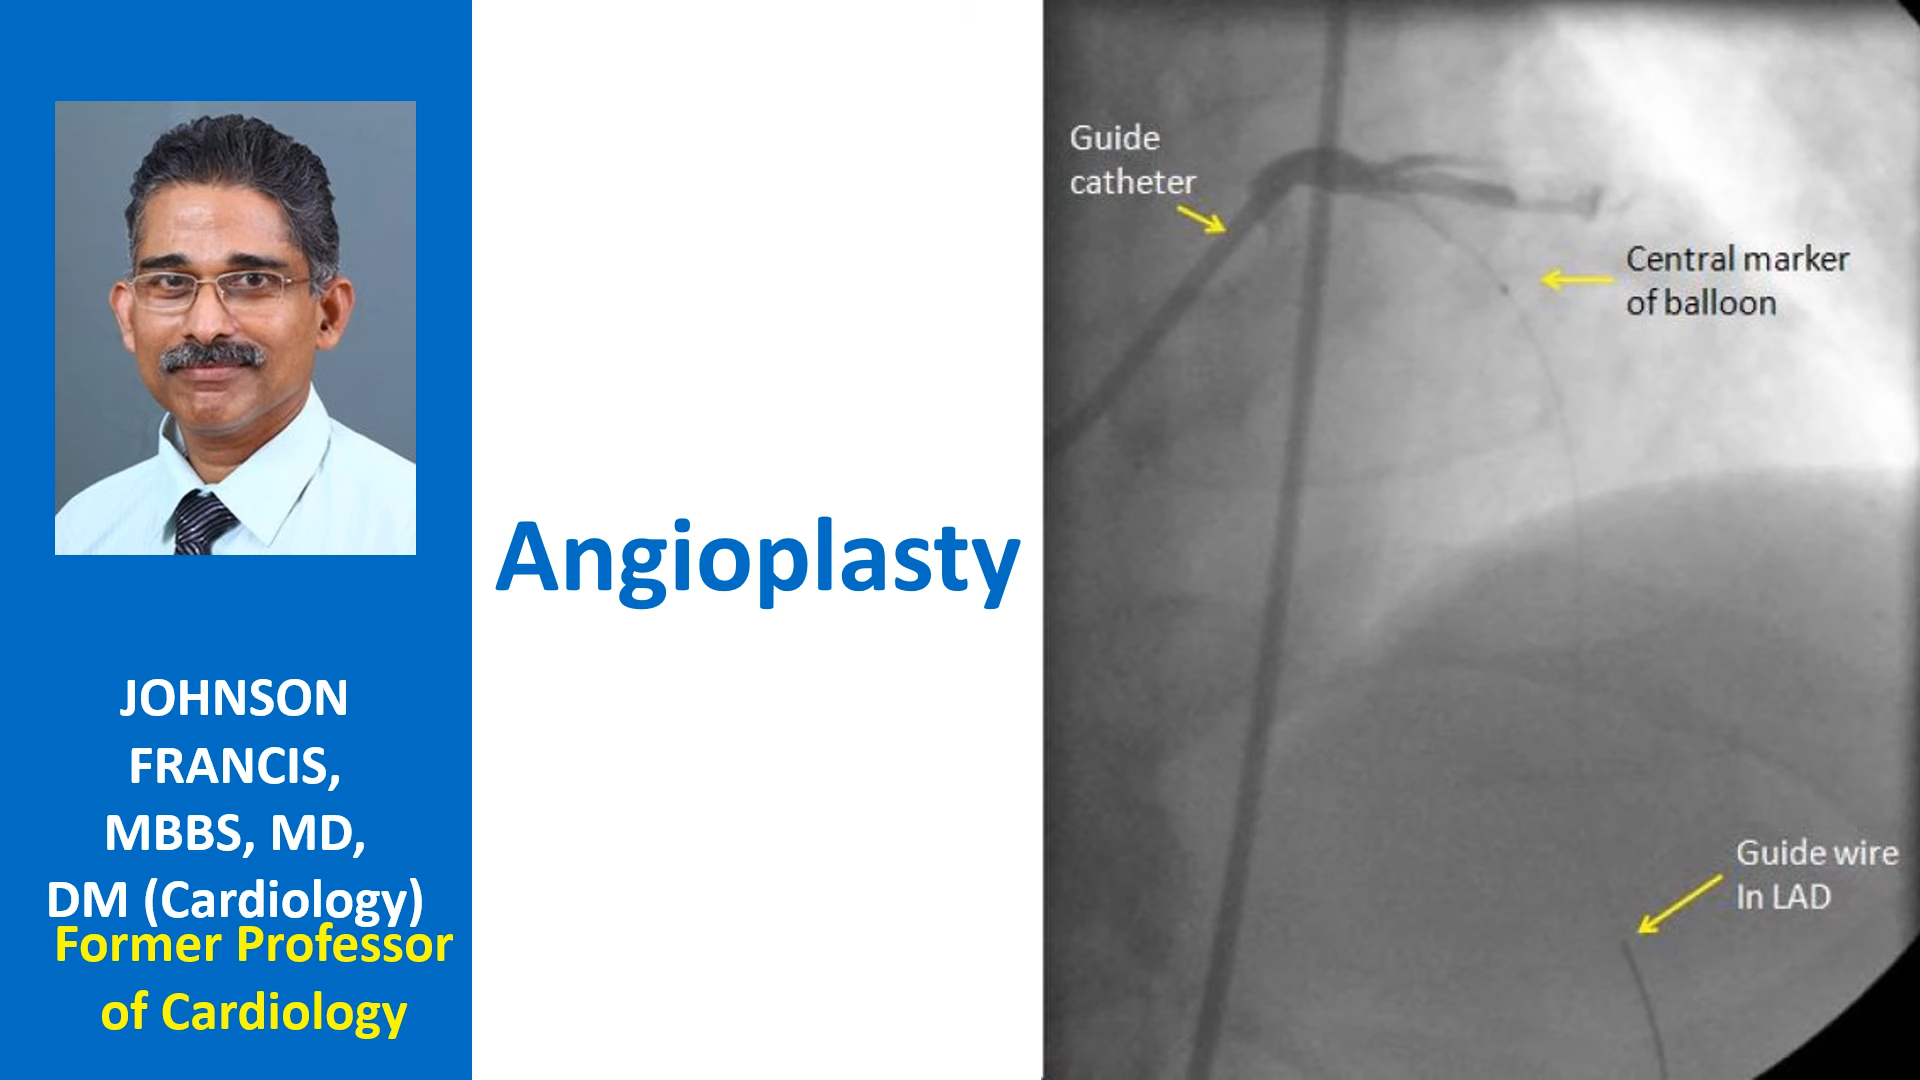 JOHNSON
FRANCIS,
MBBS, MD,
DM (Cardiology)
Former Professor
of Cardiology
Angioplasty
Guide
catheter
Central marker
of balloon
Guide wire
In LAD